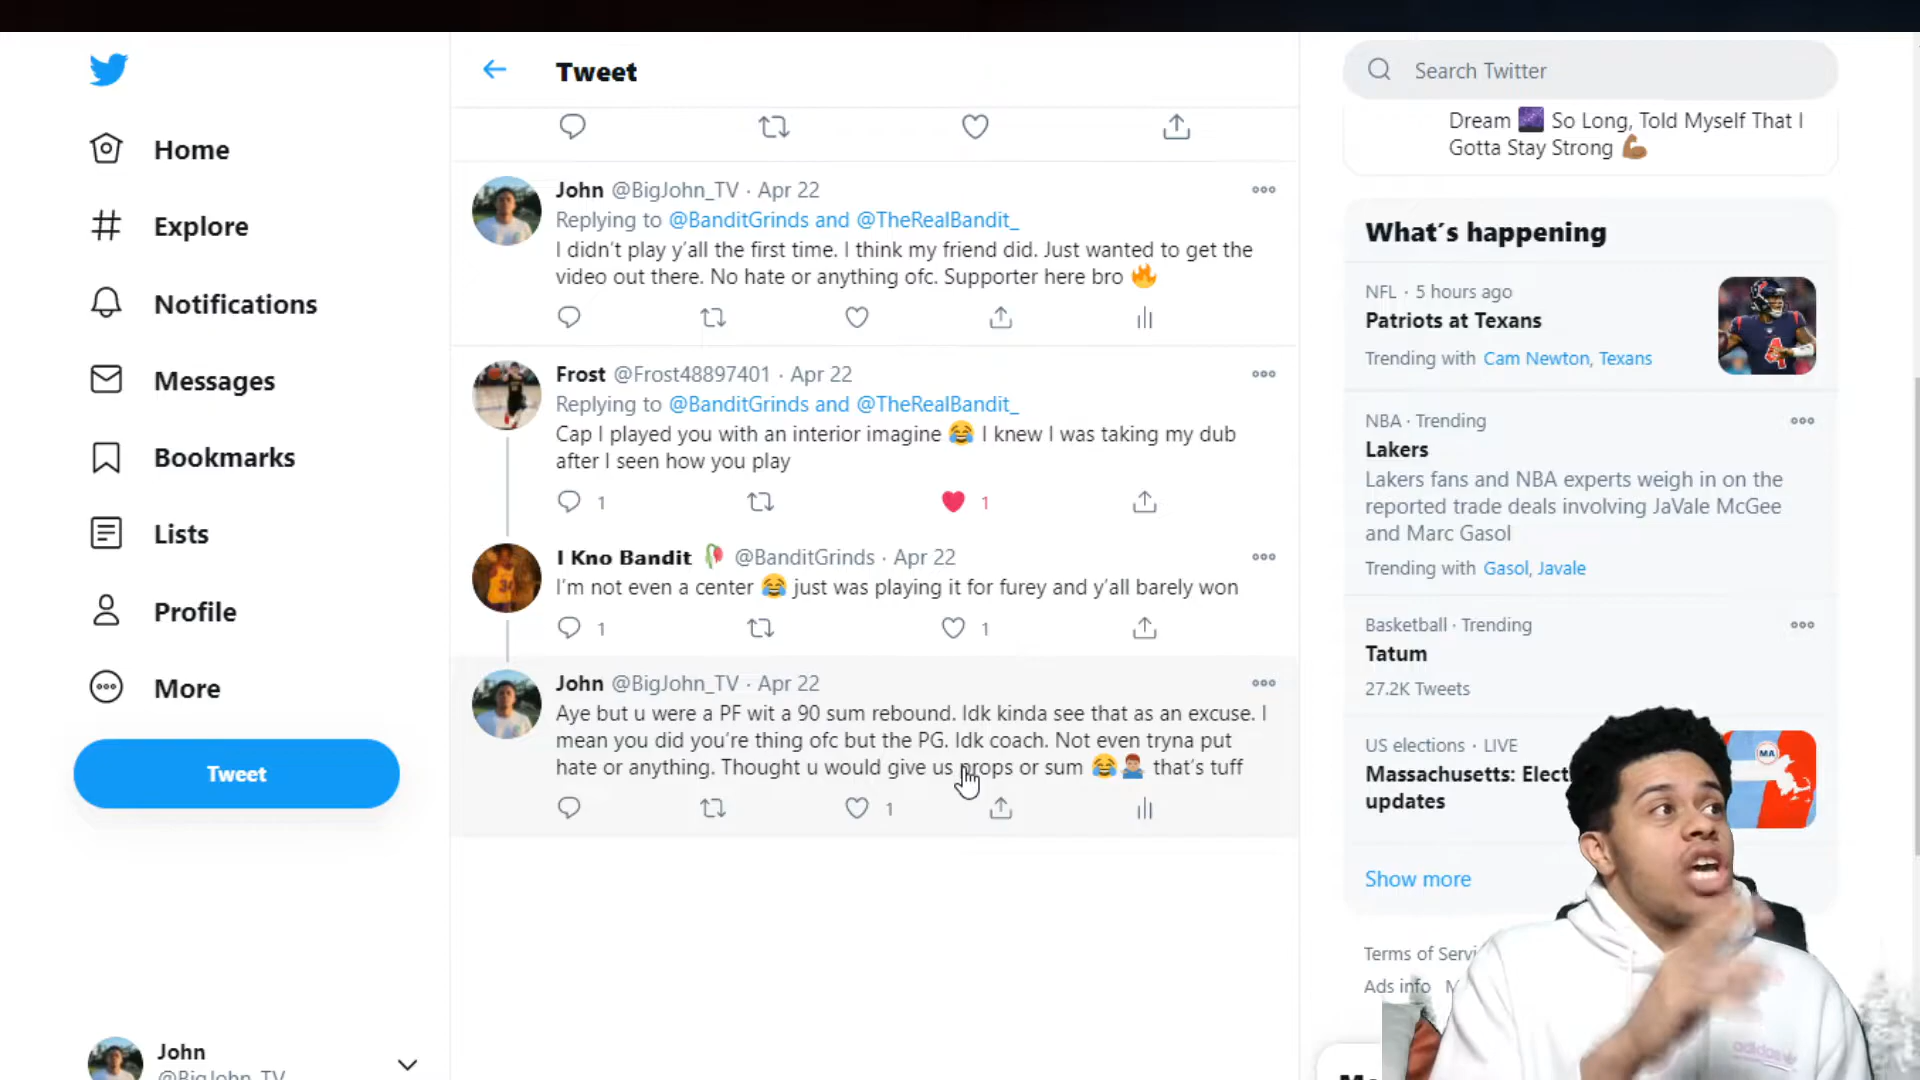 Home
Explore
Notifications
Messages
Bookmarks
Lists
Profile
More
Tweet
John
@BigJohn_TV
Tweet
John @BigJohn_TV · Apr 22
Replying to @BanditGrinds and @TheRealBandit_
I didn't play y'all the first time. I think my friend did. Just wanted to get the
video out there. No hate or anything ofc. Supporter here bro 🔥
Frost @Frost48897401 · Apr 22
Replying to @BanditGrinds and @TheRealBandit_
Cap I played you with an interior imagine 😂 I knew I was taking my dub
after I seen how you play
1
1
I Kno Bandit 🥀 @BanditGrinds · Apr 22
I'm not even a center 😂 just was playing it for furey and y'all barely won
1
1
John @BigJohn_TV · Apr 22
Aye but u were a PF wit a 90 sum rebound. Idk kinda see that as an excuse. I
mean you did you're thing ofc but the PG. Idk coach. Not even tryna put
hate or anything. Thought u would give us props or sum 😂🤷🏽‍♂️ that's tuff
1
Search Twitter
Dream 🌌 So Long, Told Myself That I
Gotta Stay Strong 💪🏽
What's happening
NFL · 5 hours ago
Patriots at Texans
Trending with Cam Newton, Texans
NBA · Trending
Lakers
Lakers fans and NBA experts weigh in on the
reported trade deals involving JaVale McGee
and Marc Gasol
Trending with Gasol, Javale
Basketball · Trending
Tatum
27.2K Tweets
US elections · LIVE
Massachusetts: Elect
updates
MA
Show more
Terms of Servi
Ads info
adidas